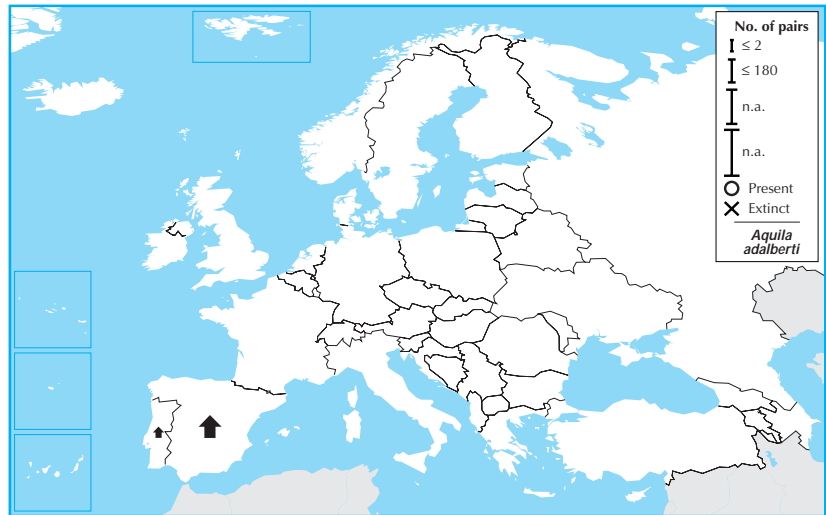 No. of pairs
≤ 2
≤ 180
n.a.
n.a.
Present
Extinct
Aquila
adalberti